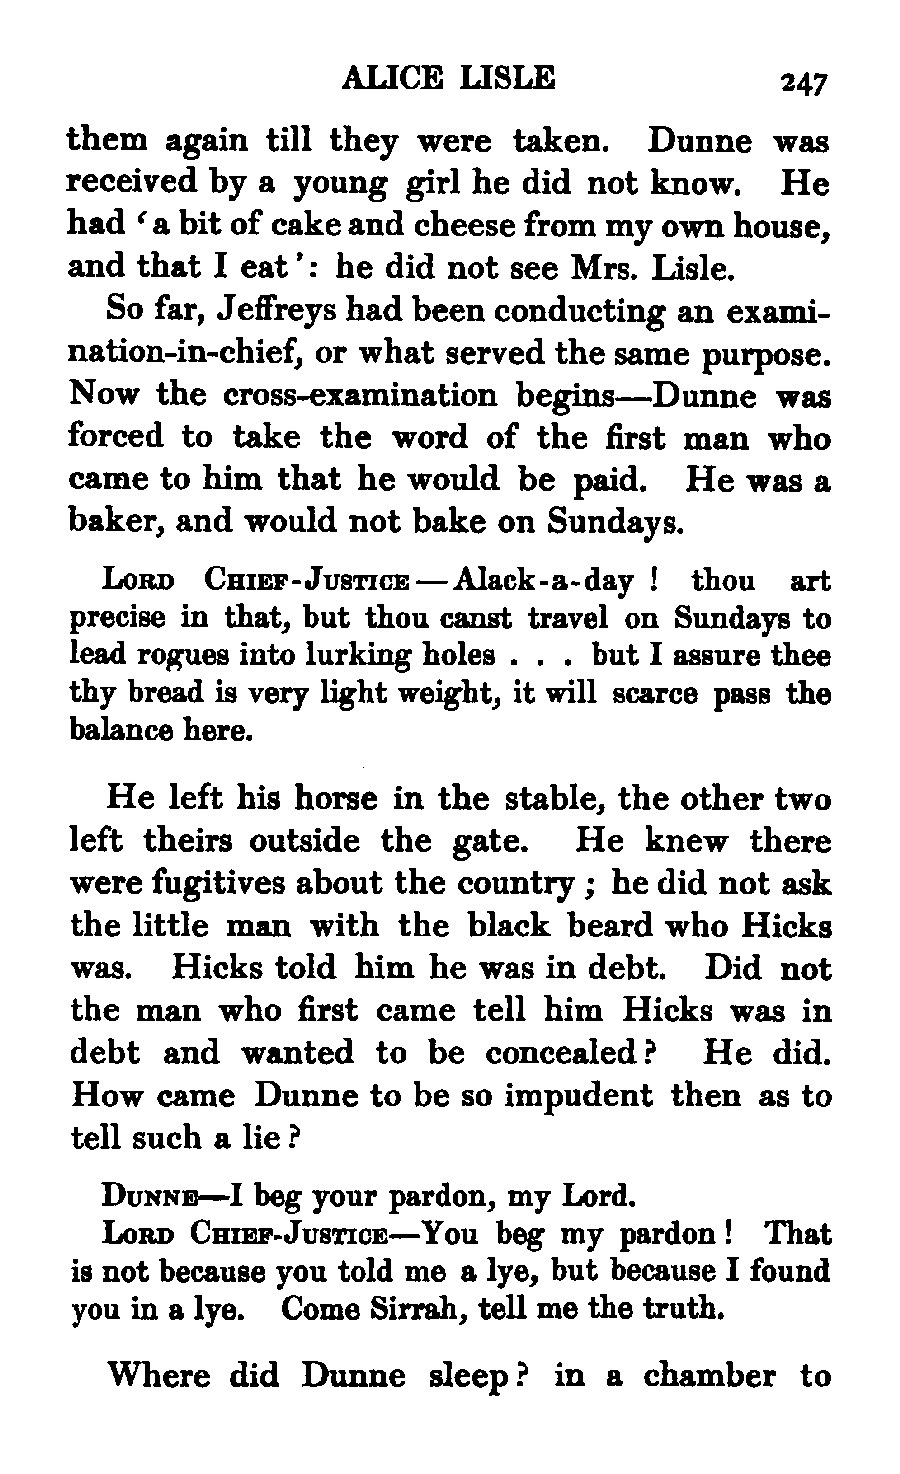 ALICE LISLE 247
them again till they were taken. Dunne was
received by a young girl he did not know. He
had ‘a bit of cake and cheese from my own house,
and that I eat’: he did not see Mrs. Lisle.
So far, Jeffreys had been conducting an exami-
nation-in-chief, or what served the same purpose.
Now the cross-examination begins—Dunne was
forced to take the word of the first man who
came to him that he would be paid. He was a
baker, and would not bake on Sundays.
LORD CHIEF-JUSTICE—Alack-a-day! thou art
precise in that, but thou canst travel on Sundays to
lead rogues into lurking holes . . . but I assure thee
thy bread is very light weight, it will scarce pass the
balance here.
He left his horse in the stable, the other two
left theirs outside the gate. He knew there
were fugitives about the country; he did not ask
the little man with the black beard who Hicks
was. Hicks told him he was in debt. Did not
the man who first came tell him Hicks was in
debt and wanted to be concealed? He did.
How came Dunne to be so impudent then as to
tell such a lie?
DUNNE—I beg your pardon, my Lord.
LORD CHIEF-JUSTICE—You beg my pardon! That
is not because you told me a lye, but because I found
you in a lye. Come Sirrah, tell me the truth.
Where did Dunne sleep? in a chamber to